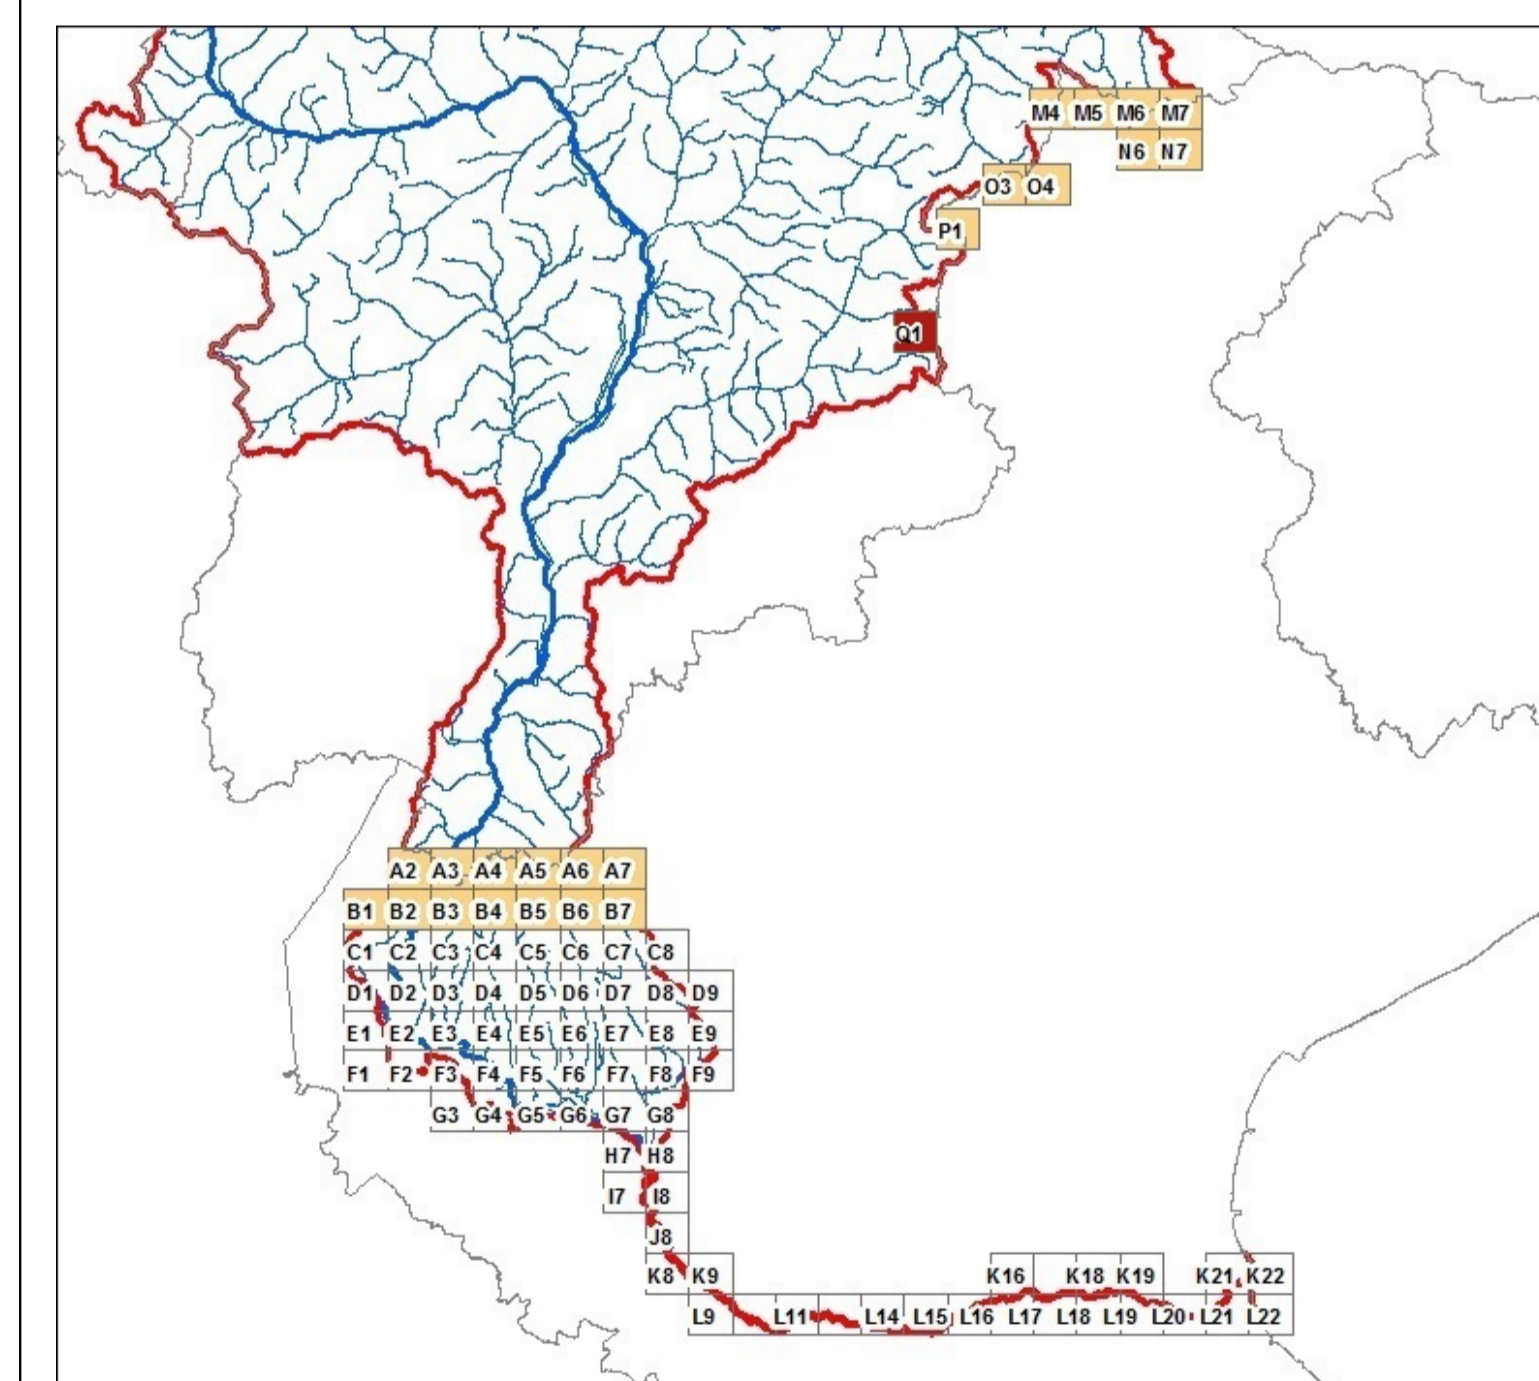 M4 M5 M6 M7
N6 N7
O3 O4
P1
Q1
A2 A3 A4 A5 A6 A7
B1 B2 B3 B4 B5 B6 B7
C1 C2 C3 C4 C5 C6 C7 C8
D1 D2 D3 D4 D5 D6 D7 D8 D9
E1 E2 E3 E4 E5 E6 E7 E8 E9
F1 F2 F3 F4 F5 F6 F7 F8 F9
G3 G4 G5 G6 G7 G8
H7 H8
I7 I8
J8
K8 K9 K16 K18 K19 K21 K22
L9 L11 L14 L15 L16 L17 L18 L19 L20 L21 L22